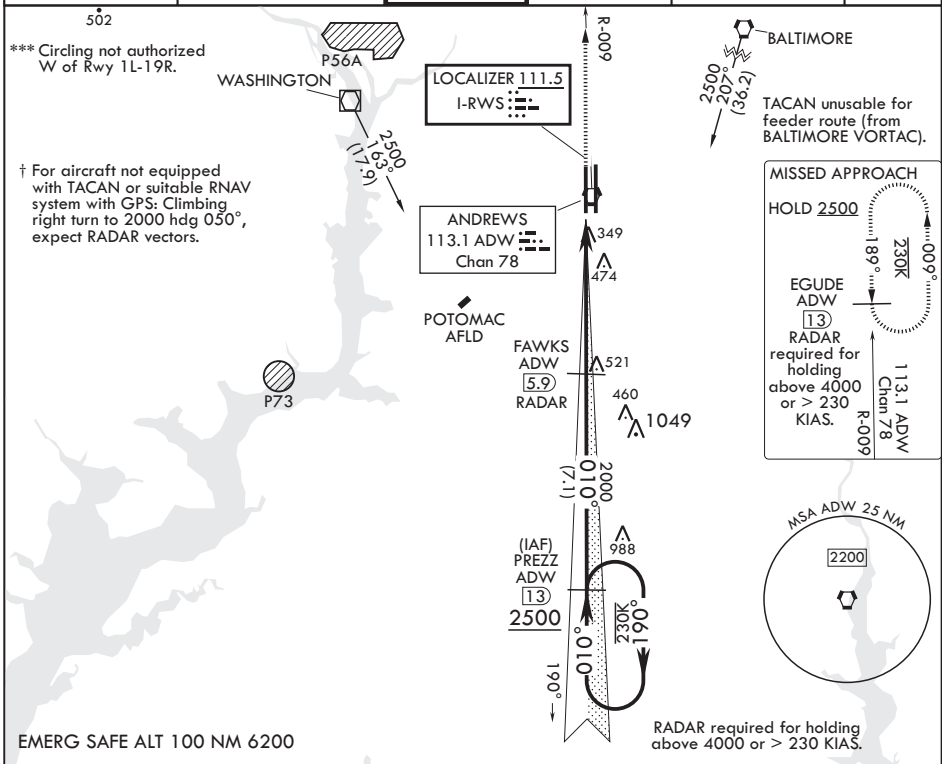 502
*** Circling not authorized
W of Rwy 1L-19R.
P56A
WASHINGTON
2500
163°
(17.9)
LOCALIZER 111.5
I-RWS
R-009
BALTIMORE
2500
207°
(36.2)
TACAN unusable for
feeder route (from
BALTIMORE VORTAC).
† For aircraft not equipped
with TACAN or suitable RNAV
system with GPS: Climbing
right turn to 2000 hdg 050°,
expect RADAR vectors.
ANDREWS
113.1 ADW
Chan 78
349
474
MISSED APPROACH
HOLD 2500
189°
230K
009°
EGUDE
ADW
13
RADAR
required for
holding
above 4000
or > 230
KIAS.
R-009
113.1 ADW
Chan 78
POTOMAC
AFLD
P73
FAWKS
ADW
5.9
RADAR
521
460
1049
2000
010°
(7.1)
988
(IAF)
PREZZ
ADW
13
2500
010°
230K
190°
190°
MSA ADW 25 NM
2200
EMERG SAFE ALT 100 NM 6200
RADAR required for holding
above 4000 or > 230 KIAS.